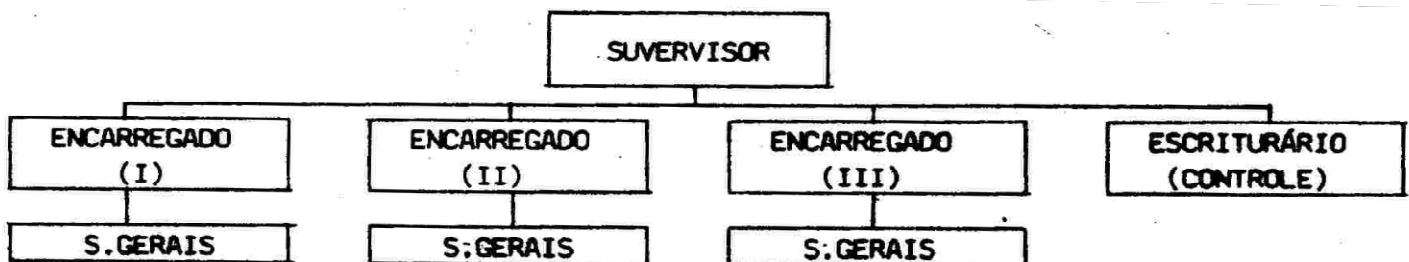 SUVERVISOR
ENCARREGADO
(I)
ENCARREGADO
(II)
ENCARREGADO
(III)
ESCRITURÁRIO
(CONTROLE)
S.GERAIS
S;GERAIS
S:GERAIS